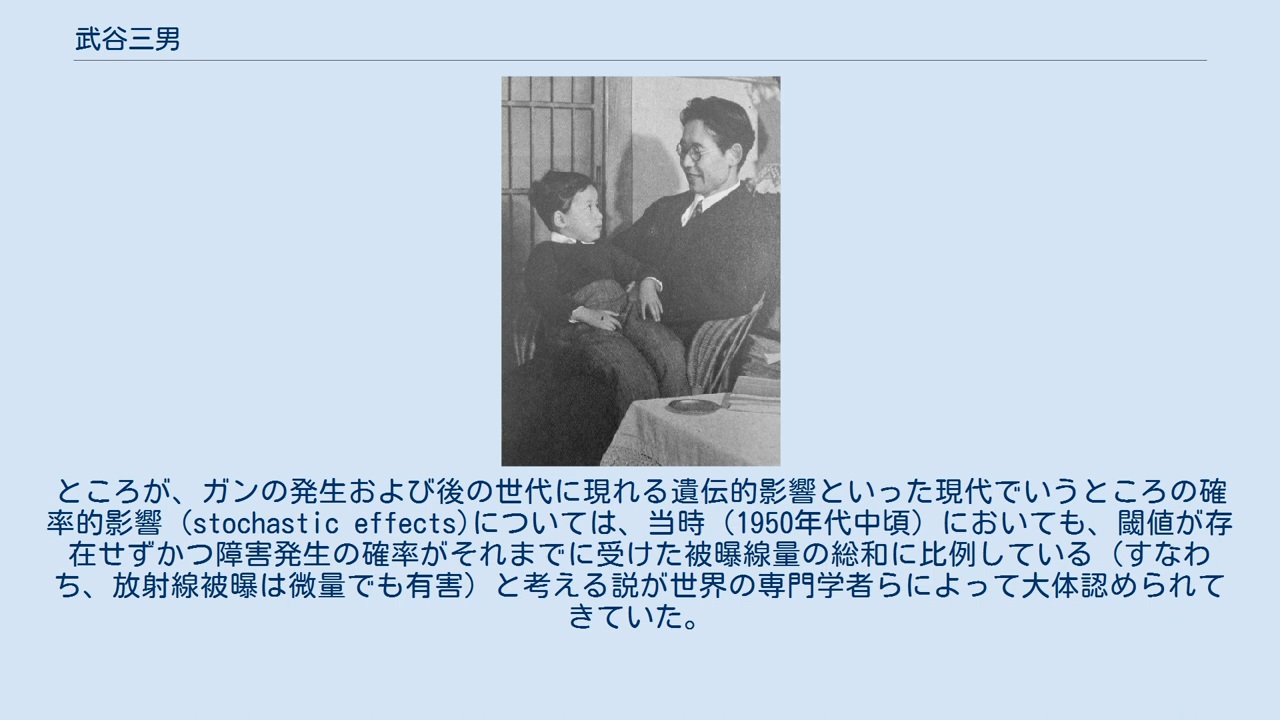 武谷三男
ところが、ガンの発生および後の世代に現れる遺伝的影響といった現代でいうところの確
率的影響（stochastic effects)については、当時（1950年代中頃）においても、閾値が存
在せずかつ障害発生の確率がそれまでに受けた被曝線量の総和に比例している（すなわ
ち、放射線被曝は微量でも有害）と考える説が世界の専門学者らによって大体認められて
きていた。